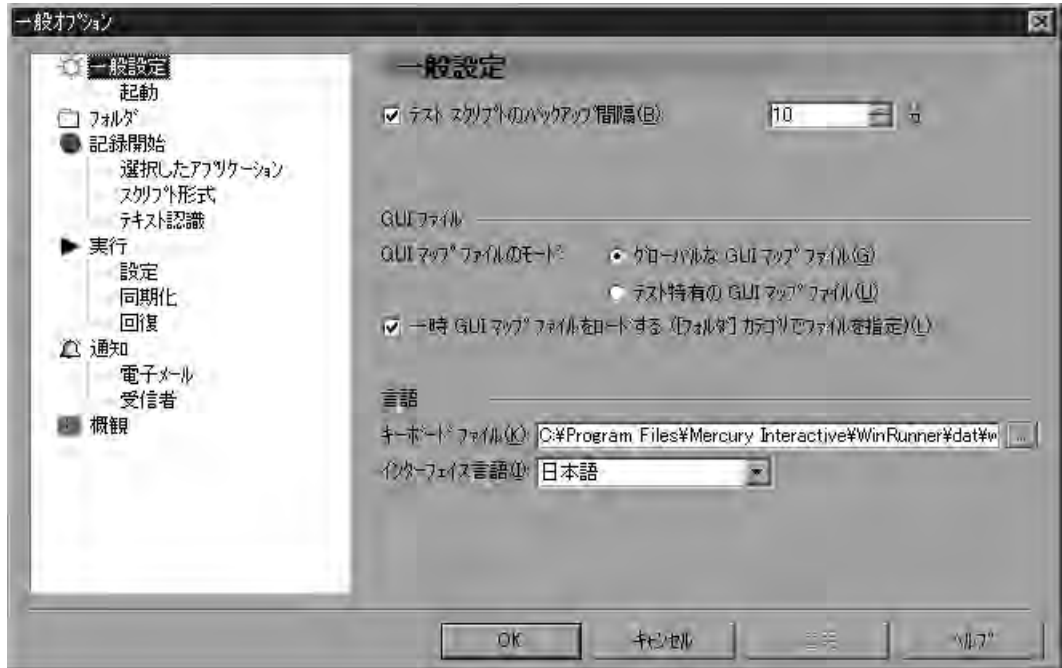 一般オプション
一般設定
起動
フォルダ
記録開始
選択したアプリケーション
スクリプト形式
テキスト認識
実行
設定
同期化
回復
通知
電子メール
受信者
概観
一般設定
テスト スクリプトのバックアップ間隔(B) 10 分
GUIファイル
GUI マップ ファイルのモード: グローバルな GUI マップ ファイル(G)
テスト特有の GUI マップ ファイル(U)
一時 GUI マップ ファイルをロードする ([フォルダ] カテゴリでファイルを指定)(L)
言語
キーボード ファイル(K): C:¥Program Files¥Mercury Interactive¥WinRunner¥dat¥w ...
インターフェイス言語(I): 日本語
OK キャンセル ヘルプ